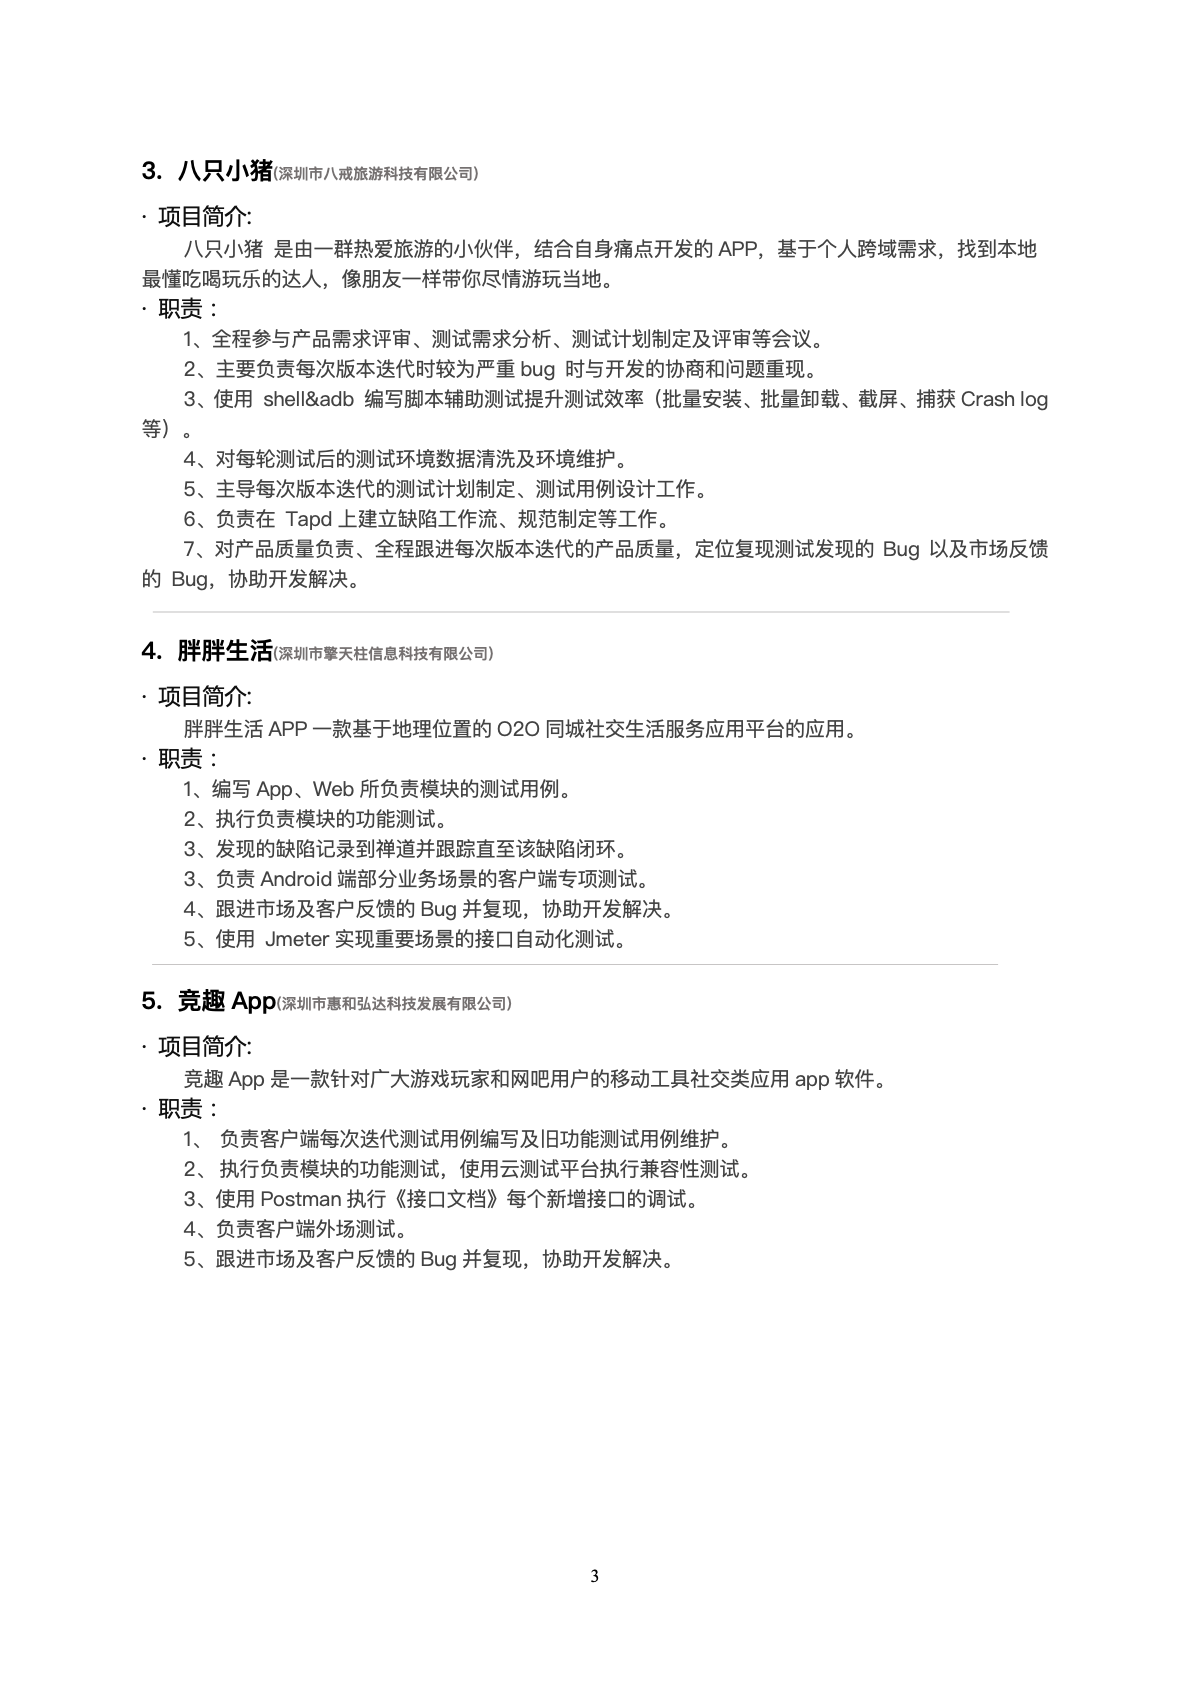 3. 八只小猪(深圳市八戒旅游科技有限公司)
· 项目简介:
八只小猪 是由一群热爱旅游的小伙伴，结合自身痛点开发的 APP，基于个人跨域需求，找到本地
最懂吃喝玩乐的达人，像朋友一样带你尽情游玩当地。
· 职责：
1、全程参与产品需求评审、测试需求分析、测试计划制定及评审等会议。
2、主要负责每次版本迭代时较为严重 bug 时与开发的协商和问题重现。
3、使用 shell&adb 编写脚本辅助测试提升测试效率（批量安装、批量卸载、截屏、捕获 Crash log
等）。
4、对每轮测试后的测试环境数据清洗及环境维护。
5、主导每次版本迭代的测试计划制定、测试用例设计工作。
6、负责在 Tapd 上建立缺陷工作流、规范制定等工作。
7、对产品质量负责、全程跟进每次版本迭代的产品质量，定位复现测试发现的 Bug 以及市场反馈
的 Bug，协助开发解决。
4. 胖胖生活(深圳市擎天柱信息科技有限公司)
· 项目简介:
胖胖生活 APP 一款基于地理位置的 O2O 同城社交生活服务应用平台的应用。
· 职责：
1、编写 App、Web 所负责模块的测试用例。
2、执行负责模块的功能测试。
3、发现的缺陷记录到禅道并跟踪直至该缺陷闭环。
3、负责 Android 端部分业务场景的客户端专项测试。
4、跟进市场及客户反馈的 Bug 并复现，协助开发解决。
5、使用 Jmeter 实现重要场景的接口自动化测试。
5. 竞趣 App(深圳市惠和弘达科技发展有限公司)
· 项目简介:
竞趣 App 是一款针对广大游戏玩家和网吧用户的移动工具社交类应用 app 软件。
· 职责：
1、 负责客户端每次迭代测试用例编写及旧功能测试用例维护。
2、 执行负责模块的功能测试，使用云测试平台执行兼容性测试。
3、使用 Postman 执行《接口文档》每个新增接口的调试。
4、负责客户端外场测试。
5、跟进市场及客户反馈的 Bug 并复现，协助开发解决。
3